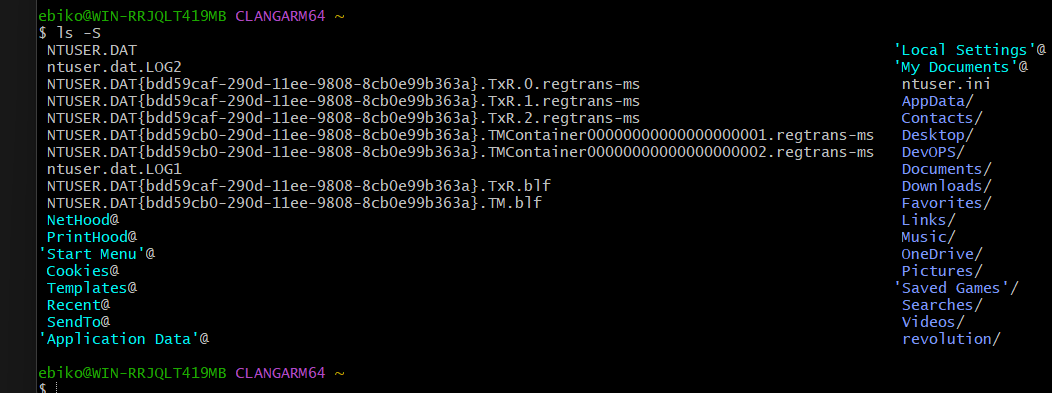 ebiko@WIN-RRJQLT419MB CLANGARM64 ~
$ ls -S
NTUSER.DAT 'Local Settings'@
ntuser.dat.LOG2 'My Documents'@
NTUSER.DAT{bdd59caf-290d-11ee-9808-8cb0e99b363a}.TxR.0.regtrans-ms ntuser.ini
NTUSER.DAT{bdd59caf-290d-11ee-9808-8cb0e99b363a}.TxR.1.regtrans-ms AppData/
NTUSER.DAT{bdd59caf-290d-11ee-9808-8cb0e99b363a}.TxR.2.regtrans-ms Contacts/
NTUSER.DAT{bdd59cb0-290d-11ee-9808-8cb0e99b363a}.TMContainer00000000000000000001.regtrans-ms Desktop/
NTUSER.DAT{bdd59cb0-290d-11ee-9808-8cb0e99b363a}.TMContainer00000000000000000002.regtrans-ms DevOPS/
ntuser.dat.LOG1 Documents/
NTUSER.DAT{bdd59caf-290d-11ee-9808-8cb0e99b363a}.TxR.blf Downloads/
NTUSER.DAT{bdd59cb0-290d-11ee-9808-8cb0e99b363a}.TM.blf Favorites/
NetHood@ Links/
PrintHood@ Music/
'Start Menu'@ OneDrive/
Cookies@ Pictures/
Templates@ 'Saved Games'/
Recent@ Searches/
SendTo@ Videos/
'Application Data'@ revolution/
ebiko@WIN-RRJQLT419MB CLANGARM64 ~
$